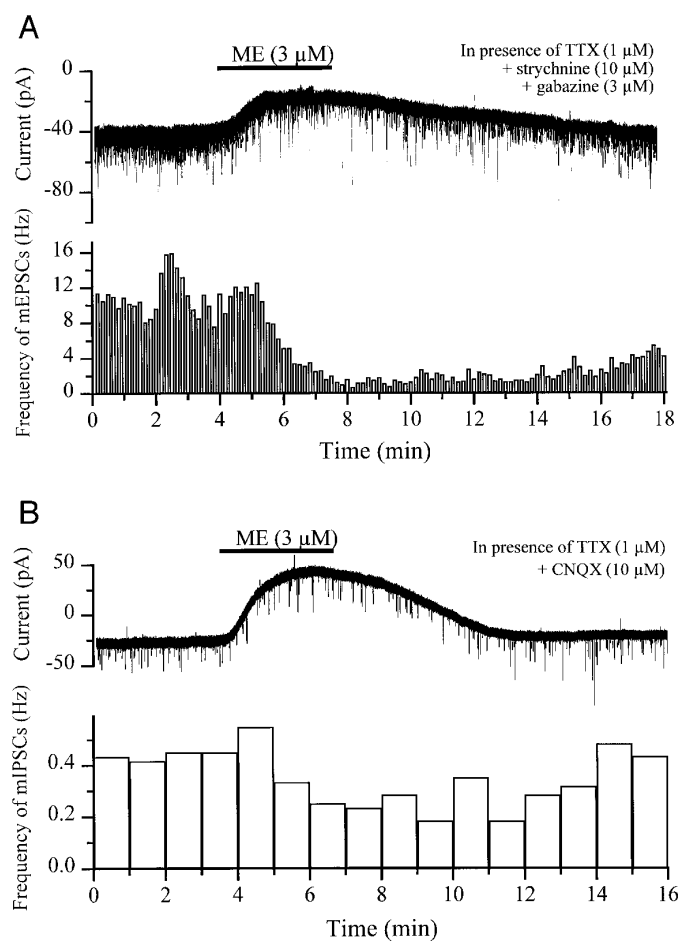 A
ME (3 µM)
In presence of TTX (1 µM)
+ strychnine (10 µM)
+ gabazine (3 µM)
Current (pA)
0
-40
-80
Frequency of mEPSCs (Hz)
16
12
8
4
0
0 2 4 6 8 10 12 14 16 18
Time (min)
B
ME (3 µM)
In presence of TTX (1 µM)
+ CNQX (10 µM)
Current (pA)
50
0
-50
Frequency of mIPSCs (Hz)
0.4
0.2
0.0
0 2 4 6 8 10 12 14 16
Time (min)